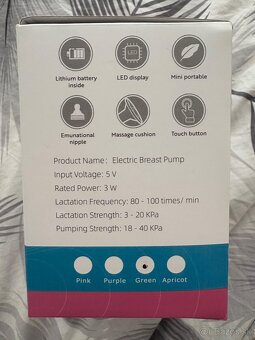 Lithium battery inside
LED display
Mini portable
Emunational nipple
Massage cushion
Touch button
Product Name: Electric Breast Pump
Input Voltage: 5 V
Rated Power: 3 W
Lactation Frequency: 80 - 100 times/ min
Lactation Strength: 3 - 20 KPa
Pumping Strength: 18 - 40 KPa
Pink
Purple
Green
Apricot